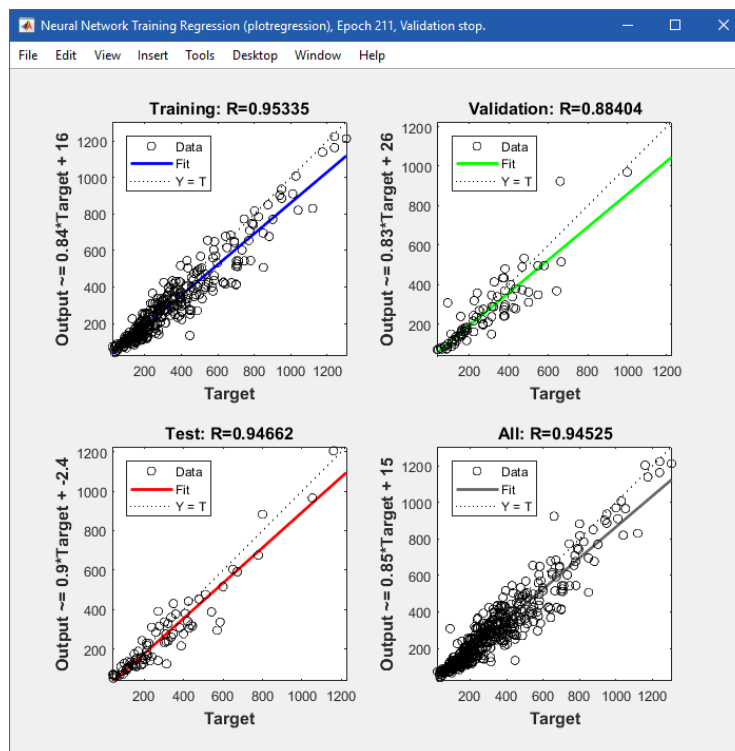 Neural Network Training Regression (plotregression), Epoch 211, Validation stop.
File Edit View Insert Tools Desktop Window Help
Training: R=0.95335
Output ~= 0.84*Target + 16
1200
1000
800
600
400
200
Data
Fit
Y = T
200 400 600 800 1000 1200
Target
Validation: R=0.88404
Output ~= 0.83*Target + 26
1200
1000
800
600
400
200
Data
Fit
Y = T
200 400 600 800 1000 1200
Target
Test: R=0.94662
Output ~= 0.9*Target + -2.4
1200
1000
800
600
400
200
Data
Fit
Y = T
200 400 600 800 1000 1200
Target
All: R=0.94525
Output ~= 0.85*Target + 15
1200
1000
800
600
400
200
Data
Fit
Y = T
200 400 600 800 1000 1200
Target